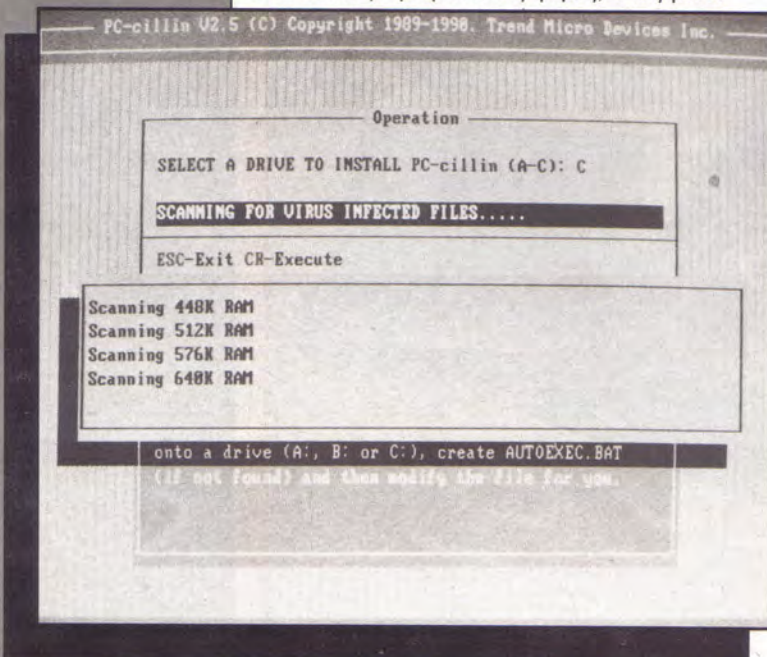 PC-cillin V2.5 (C) Copyright 1989-1990. Trend Micro Devices Inc.
Operation
SELECT A DRIVE TO INSTALL PC-cillin (A-C): C
SCANNING FOR VIRUS INFECTED FILES.....
ESC-Exit CR-Execute
Scanning 448K RAM
Scanning 512K RAM
Scanning 576K RAM
Scanning 640K RAM
onto a drive (A:, B: or C:), create AUTOEXEC.BAT
(if not found) and then modify the file for you.